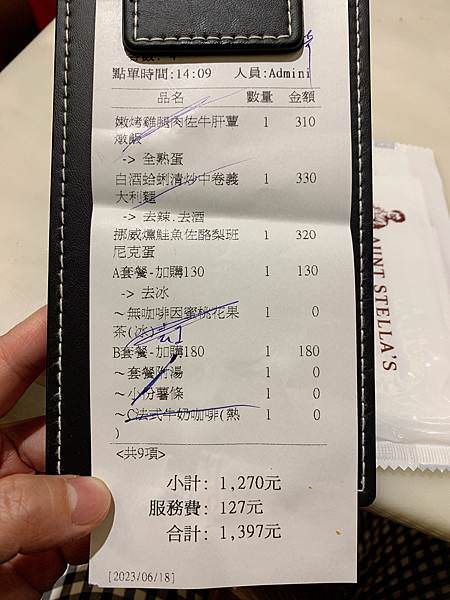 點單時間:14:09 人員:Admini
品名 數量 金額
嫩烤雞腿肉佐牛肝蕈 1 310
燉飯
-> 全熟蛋
白酒蛤蜊清炒中卷義 1 330
大利麵
-> 去辣.去酒
挪威燻鮭魚佐酪梨班 1 320
尼克蛋
A套餐-加購130 1 130
-> 去冰
~無咖啡因蜜桃花果 1 0
茶(冰)
B套餐-加購180 1 180
~套餐附湯 1 0
~小份薯條 1 0
~C法式牛奶咖啡(熱 1 0
)
<共9項>
小計: 1,270元
服務費: 127元
合計: 1,397元
[2023/06/18]
AUNT STELLA'S